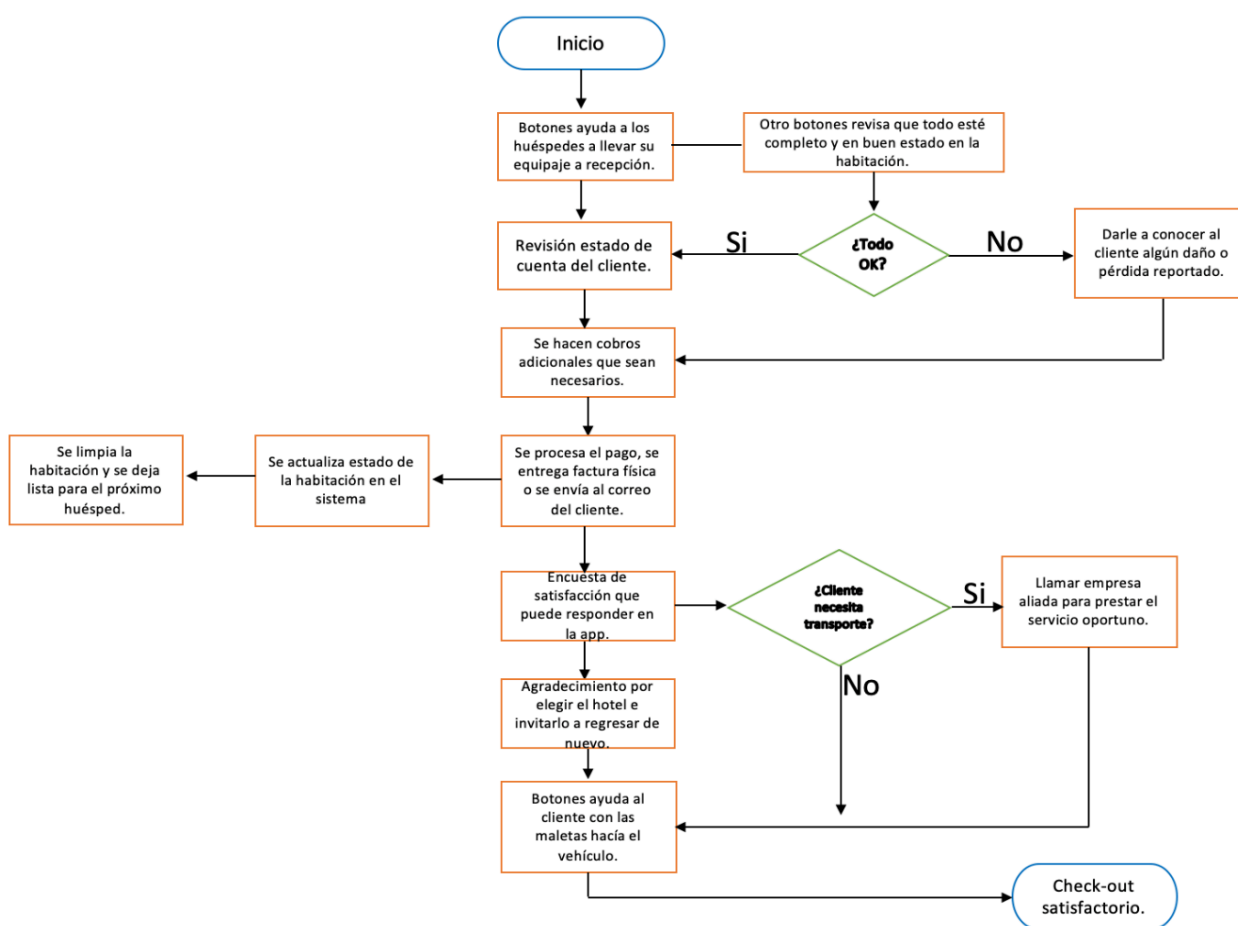 Inicio
Botones ayuda a los
huéspedes a llevar su
equipaje a recepción.
Otro botones revisa que todo esté
completo y en buen estado en la
habitación.
Revisión estado de
cuenta del cliente.
Si
¿Todo
OK?
No
Darle a conocer al
cliente algún daño o
pérdida reportado.
Se hacen cobros
adicionales que sean
necesarios.
Se limpia la
habitación y se deja
lista para el próximo
huésped.
Se actualiza estado de
la habitación en el
sistema
Se procesa el pago, se
entrega factura física
o se envía al correo
del cliente.
Encuesta de
satisfacción que
puede responder en
la app.
¿Cliente
necesita
transporte?
Si
Llamar empresa
aliada para prestar el
servicio oportuno.
No
Agradecimiento por
elegir el hotel e
invitarlo a regresar de
nuevo.
Botones ayuda al
cliente con las
maletas hacía el
vehículo.
Check-out
satisfactorio.